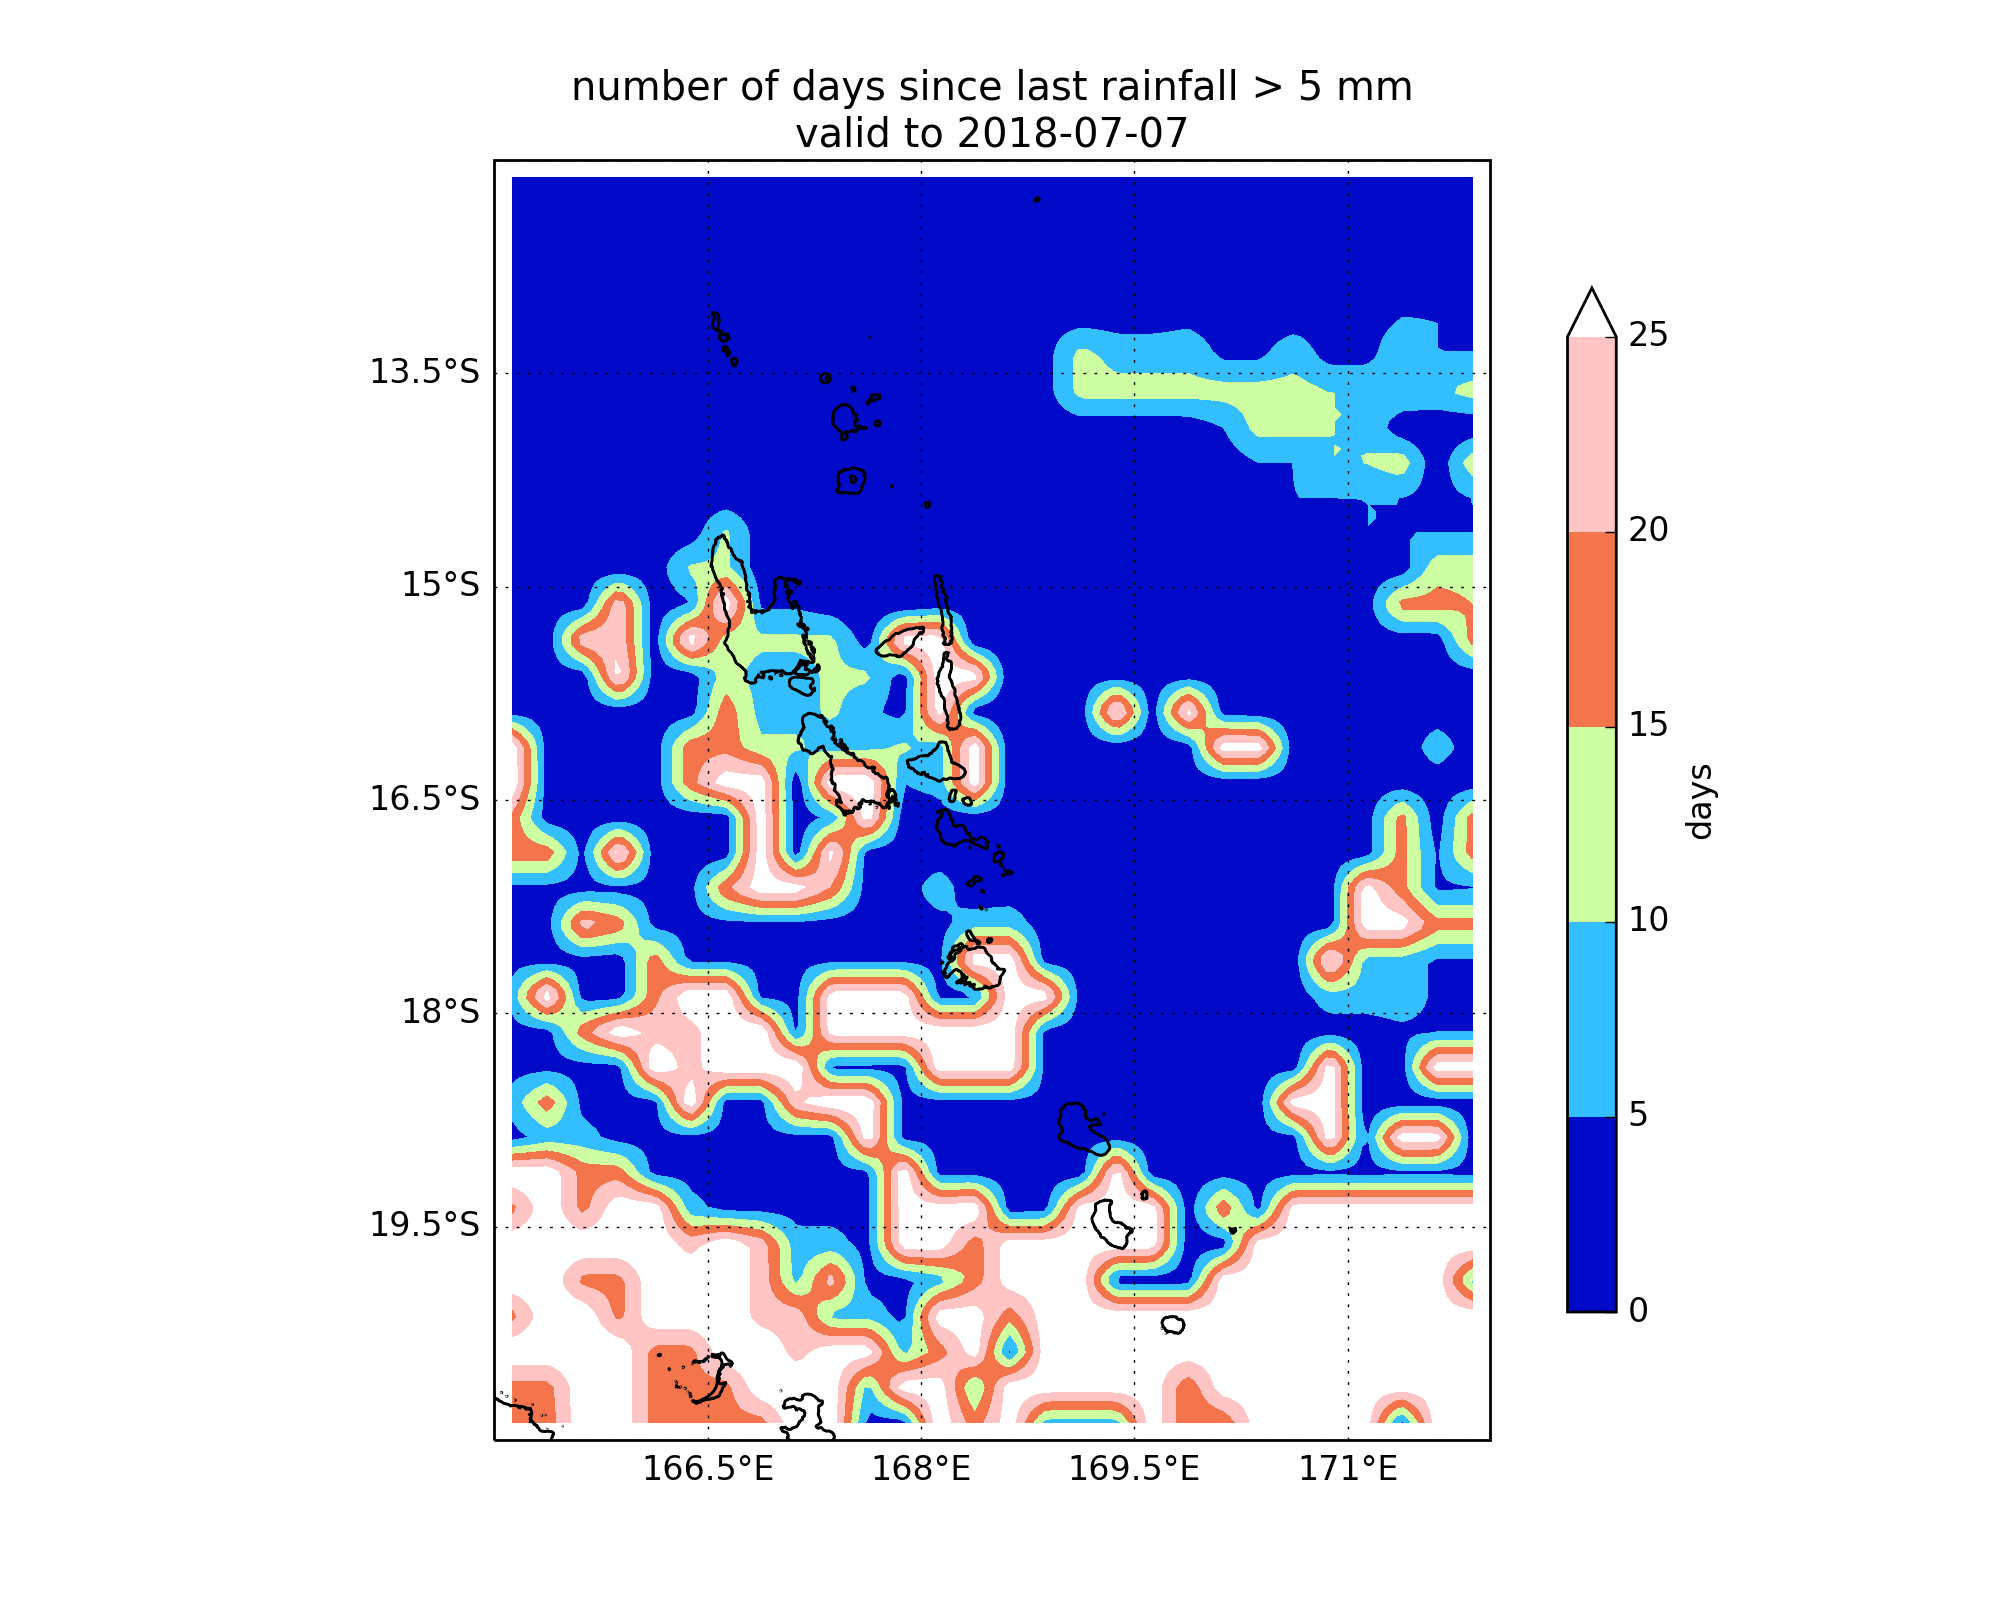 number of days since last rainfall > 5 mm
valid to 2018-07-07
13.5°S
15°S
16.5°S
18°S
19.5°S
166.5°E
168°E
169.5°E
171°E
25
20
15
10
5
0
days